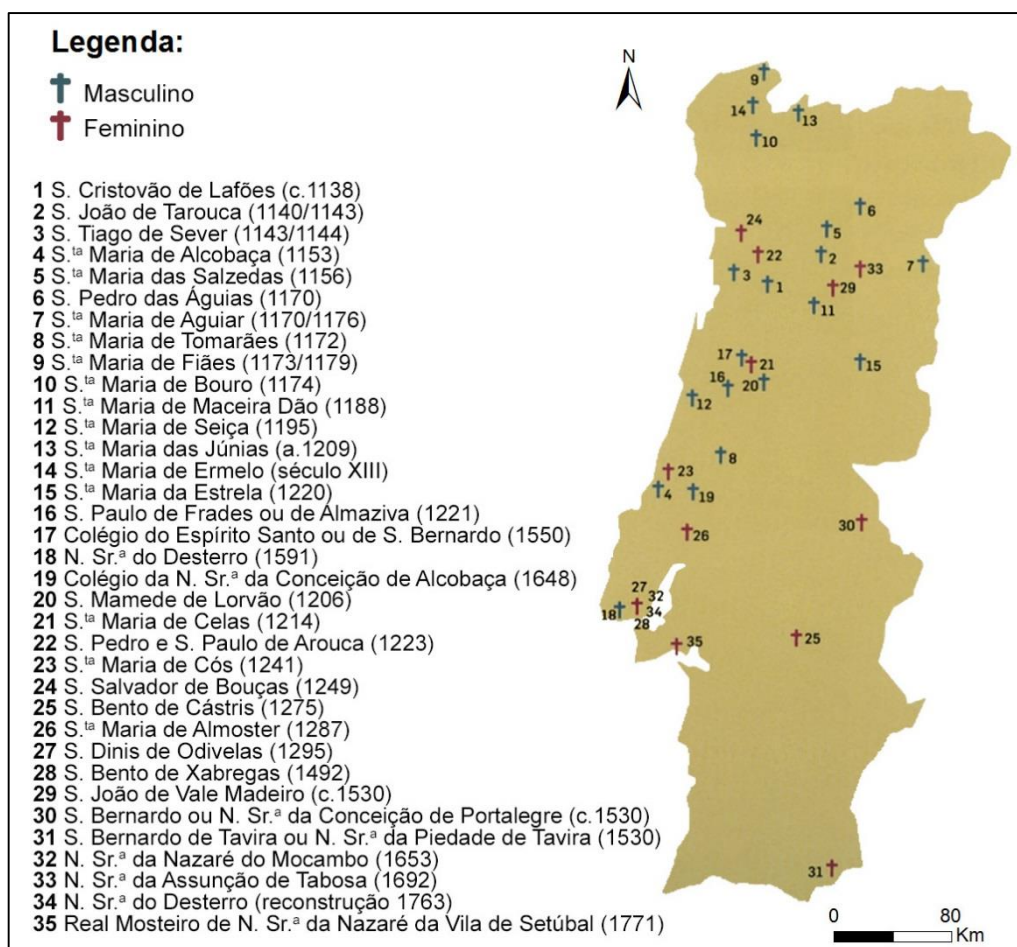 Legenda:
Masculino
Feminino
1 S. Cristovão de Lafões (c.1138)
2 S. João de Tarouca (1140/1143)
3 S. Tiago de Sever (1143/1144)
4 S.ᵗᵃ Maria de Alcobaça (1153)
5 S.ᵗᵃ Maria das Salzedas (1156)
6 S. Pedro das Águias (1170)
7 S.ᵗᵃ Maria de Aguiar (1170/1176)
8 S.ᵗᵃ Maria de Tomarães (1172)
9 S.ᵗᵃ Maria de Fiães (1173/1179)
10 S.ᵗᵃ Maria de Bouro (1174)
11 S.ᵗᵃ Maria de Maceira Dão (1188)
12 S.ᵗᵃ Maria de Seiça (1195)
13 S.ᵗᵃ Maria das Júnias (a.1209)
14 S.ᵗᵃ Maria de Ermelo (século XIII)
15 S.ᵗᵃ Maria da Estrela (1220)
16 S. Paulo de Frades ou de Almaziva (1221)
17 Colégio do Espírito Santo ou de S. Bernardo (1550)
18 N. Sr.ª do Desterro (1591)
19 Colégio da N. Sr.ª da Conceição de Alcobaça (1648)
20 S. Mamede de Lorvão (1206)
21 S.ᵗᵃ Maria de Celas (1214)
22 S. Pedro e S. Paulo de Arouca (1223)
23 S.ᵗᵃ Maria de Cós (1241)
24 S. Salvador de Bouças (1249)
25 S. Bento de Cástris (1275)
26 S.ᵗᵃ Maria de Almoster (1287)
27 S. Dinis de Odivelas (1295)
28 S. Bento de Xabregas (1492)
29 S. João de Vale Madeiro (c.1530)
30 S. Bernardo ou N. Sr.ª da Conceição de Portalegre (c.1530)
31 S. Bernardo de Tavira ou N. Sr.ª da Piedade de Tavira (1530)
32 N. Sr.ª da Nazaré do Mocambo (1653)
33 N. Sr.ª da Assunção de Tabosa (1692)
34 N. Sr.ª do Desterro (reconstrução 1763)
35 Real Mosteiro de N. Sr.ª da Nazaré da Vila de Setúbal (1771)
N
9
14
13
10
6
24
5
22
2
33
7
3
1
29
11
17
21
15
16
20
12
8
23
4
19
30
26
27
32
18
34
28
25
35
31
0 80
Km